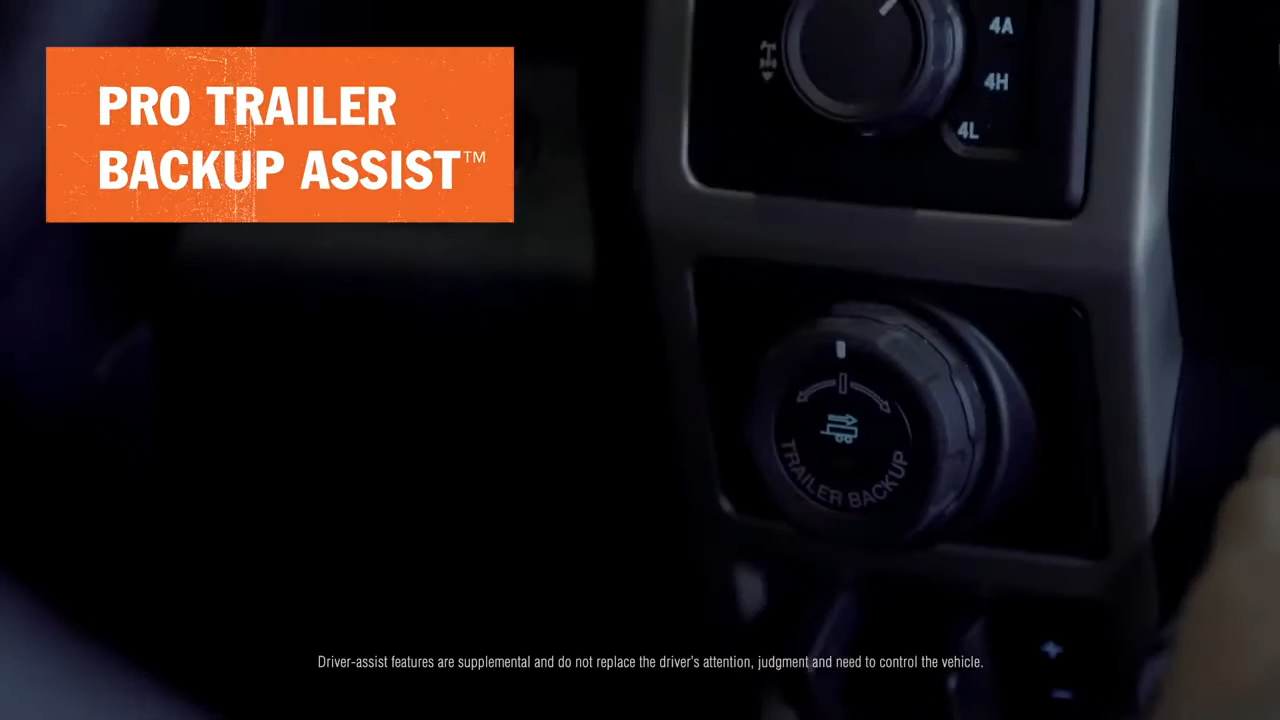 PRO TRAILER
BACKUP ASSIST™
4A
4H
4L
TRAILER BACKUP
+
-
Driver-assist features are supplemental and do not replace the driver's attention, judgment and need to control the vehicle.